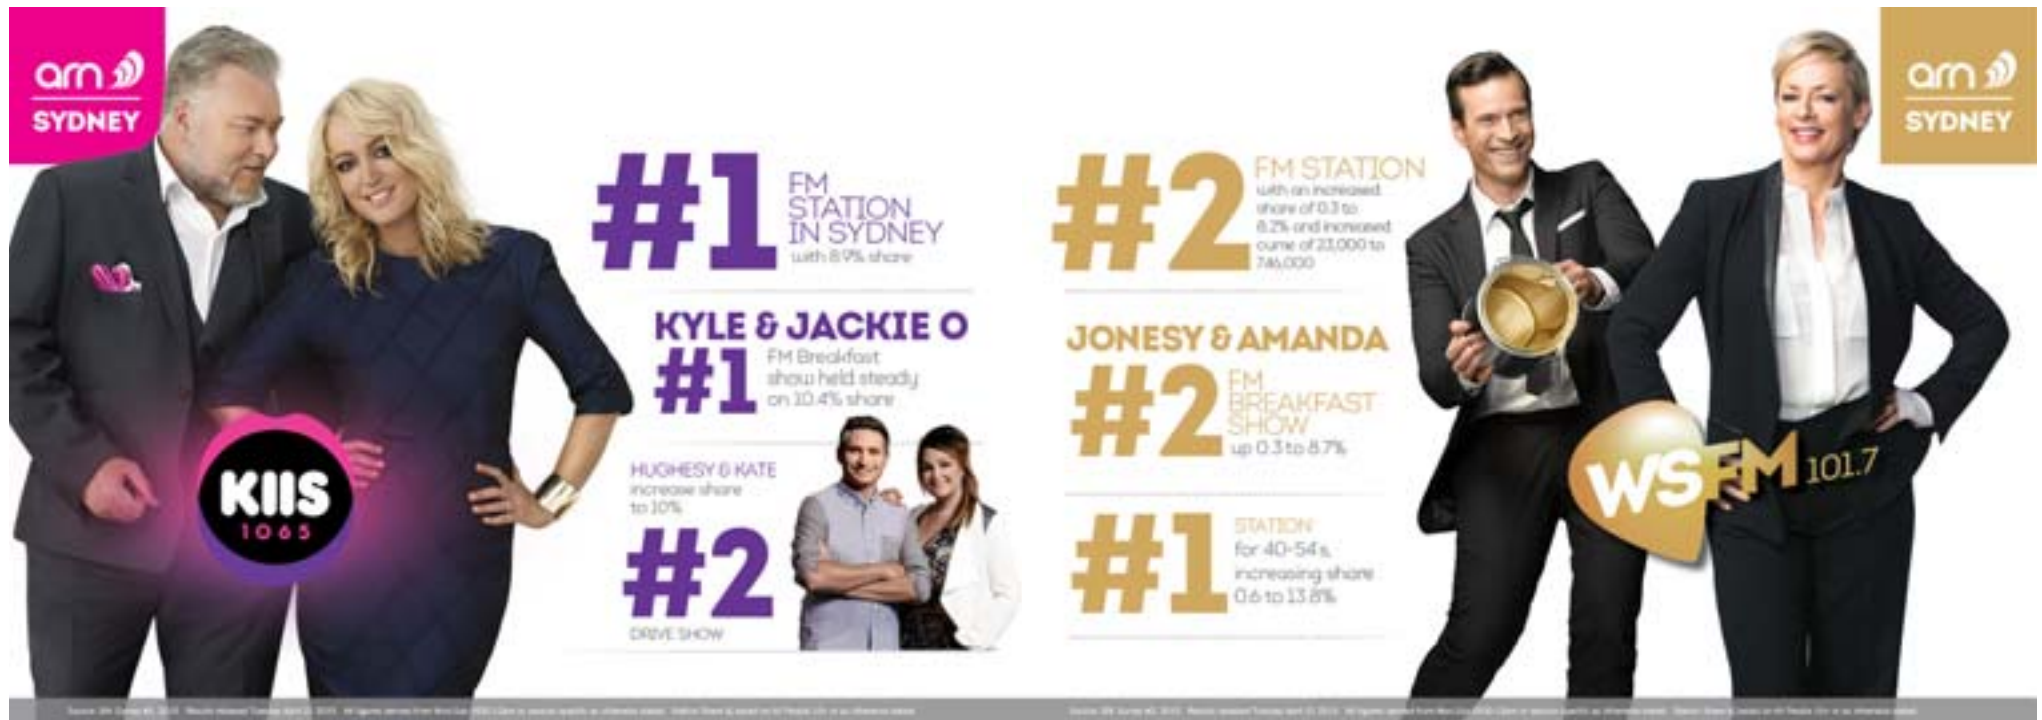 arn
SYDNEY
#1
FM
STATION
IN SYDNEY
with 8.9% share
KYLE & JACKIE O
#1
FM Breakfast
show held steady
on 10.4% share
HUGHESY & KATE
increase share
to 10%
#2
DRIVE SHOW
KIIS
1065
#2
FM STATION
with an increased
share of 0.3 to
8.2% and increased
cume of 23,000 to
746,000
JONESY & AMANDA
#2
FM
BREAKFAST
SHOW
up 0.3 to 8.7%
#1
STATION
for 40-54's,
increasing share
0.6 to 13.8%
WSFM 101.7
arn
SYDNEY